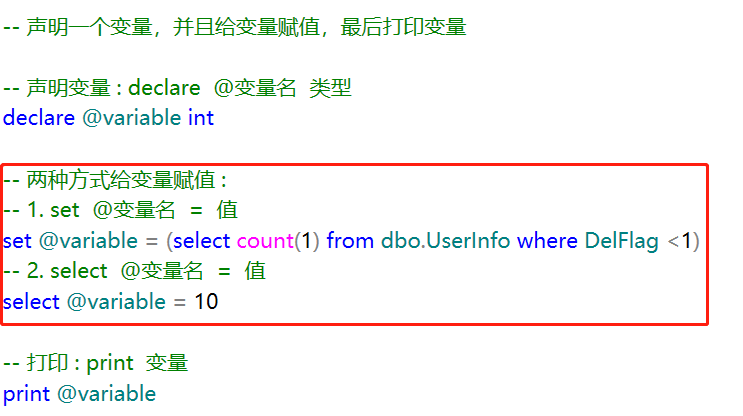 -- 声明一个变量，并且给变量赋值，最后打印变量
-- 声明变量 : declare  @变量名  类型
declare @variable int
-- 两种方式给变量赋值 :
-- 1. set  @变量名  =  值
set @variable = (select count(1) from dbo.UserInfo where DelFlag <1)
-- 2. select  @变量名  =  值
select @variable = 10
-- 打印 : print  变量
print @variable